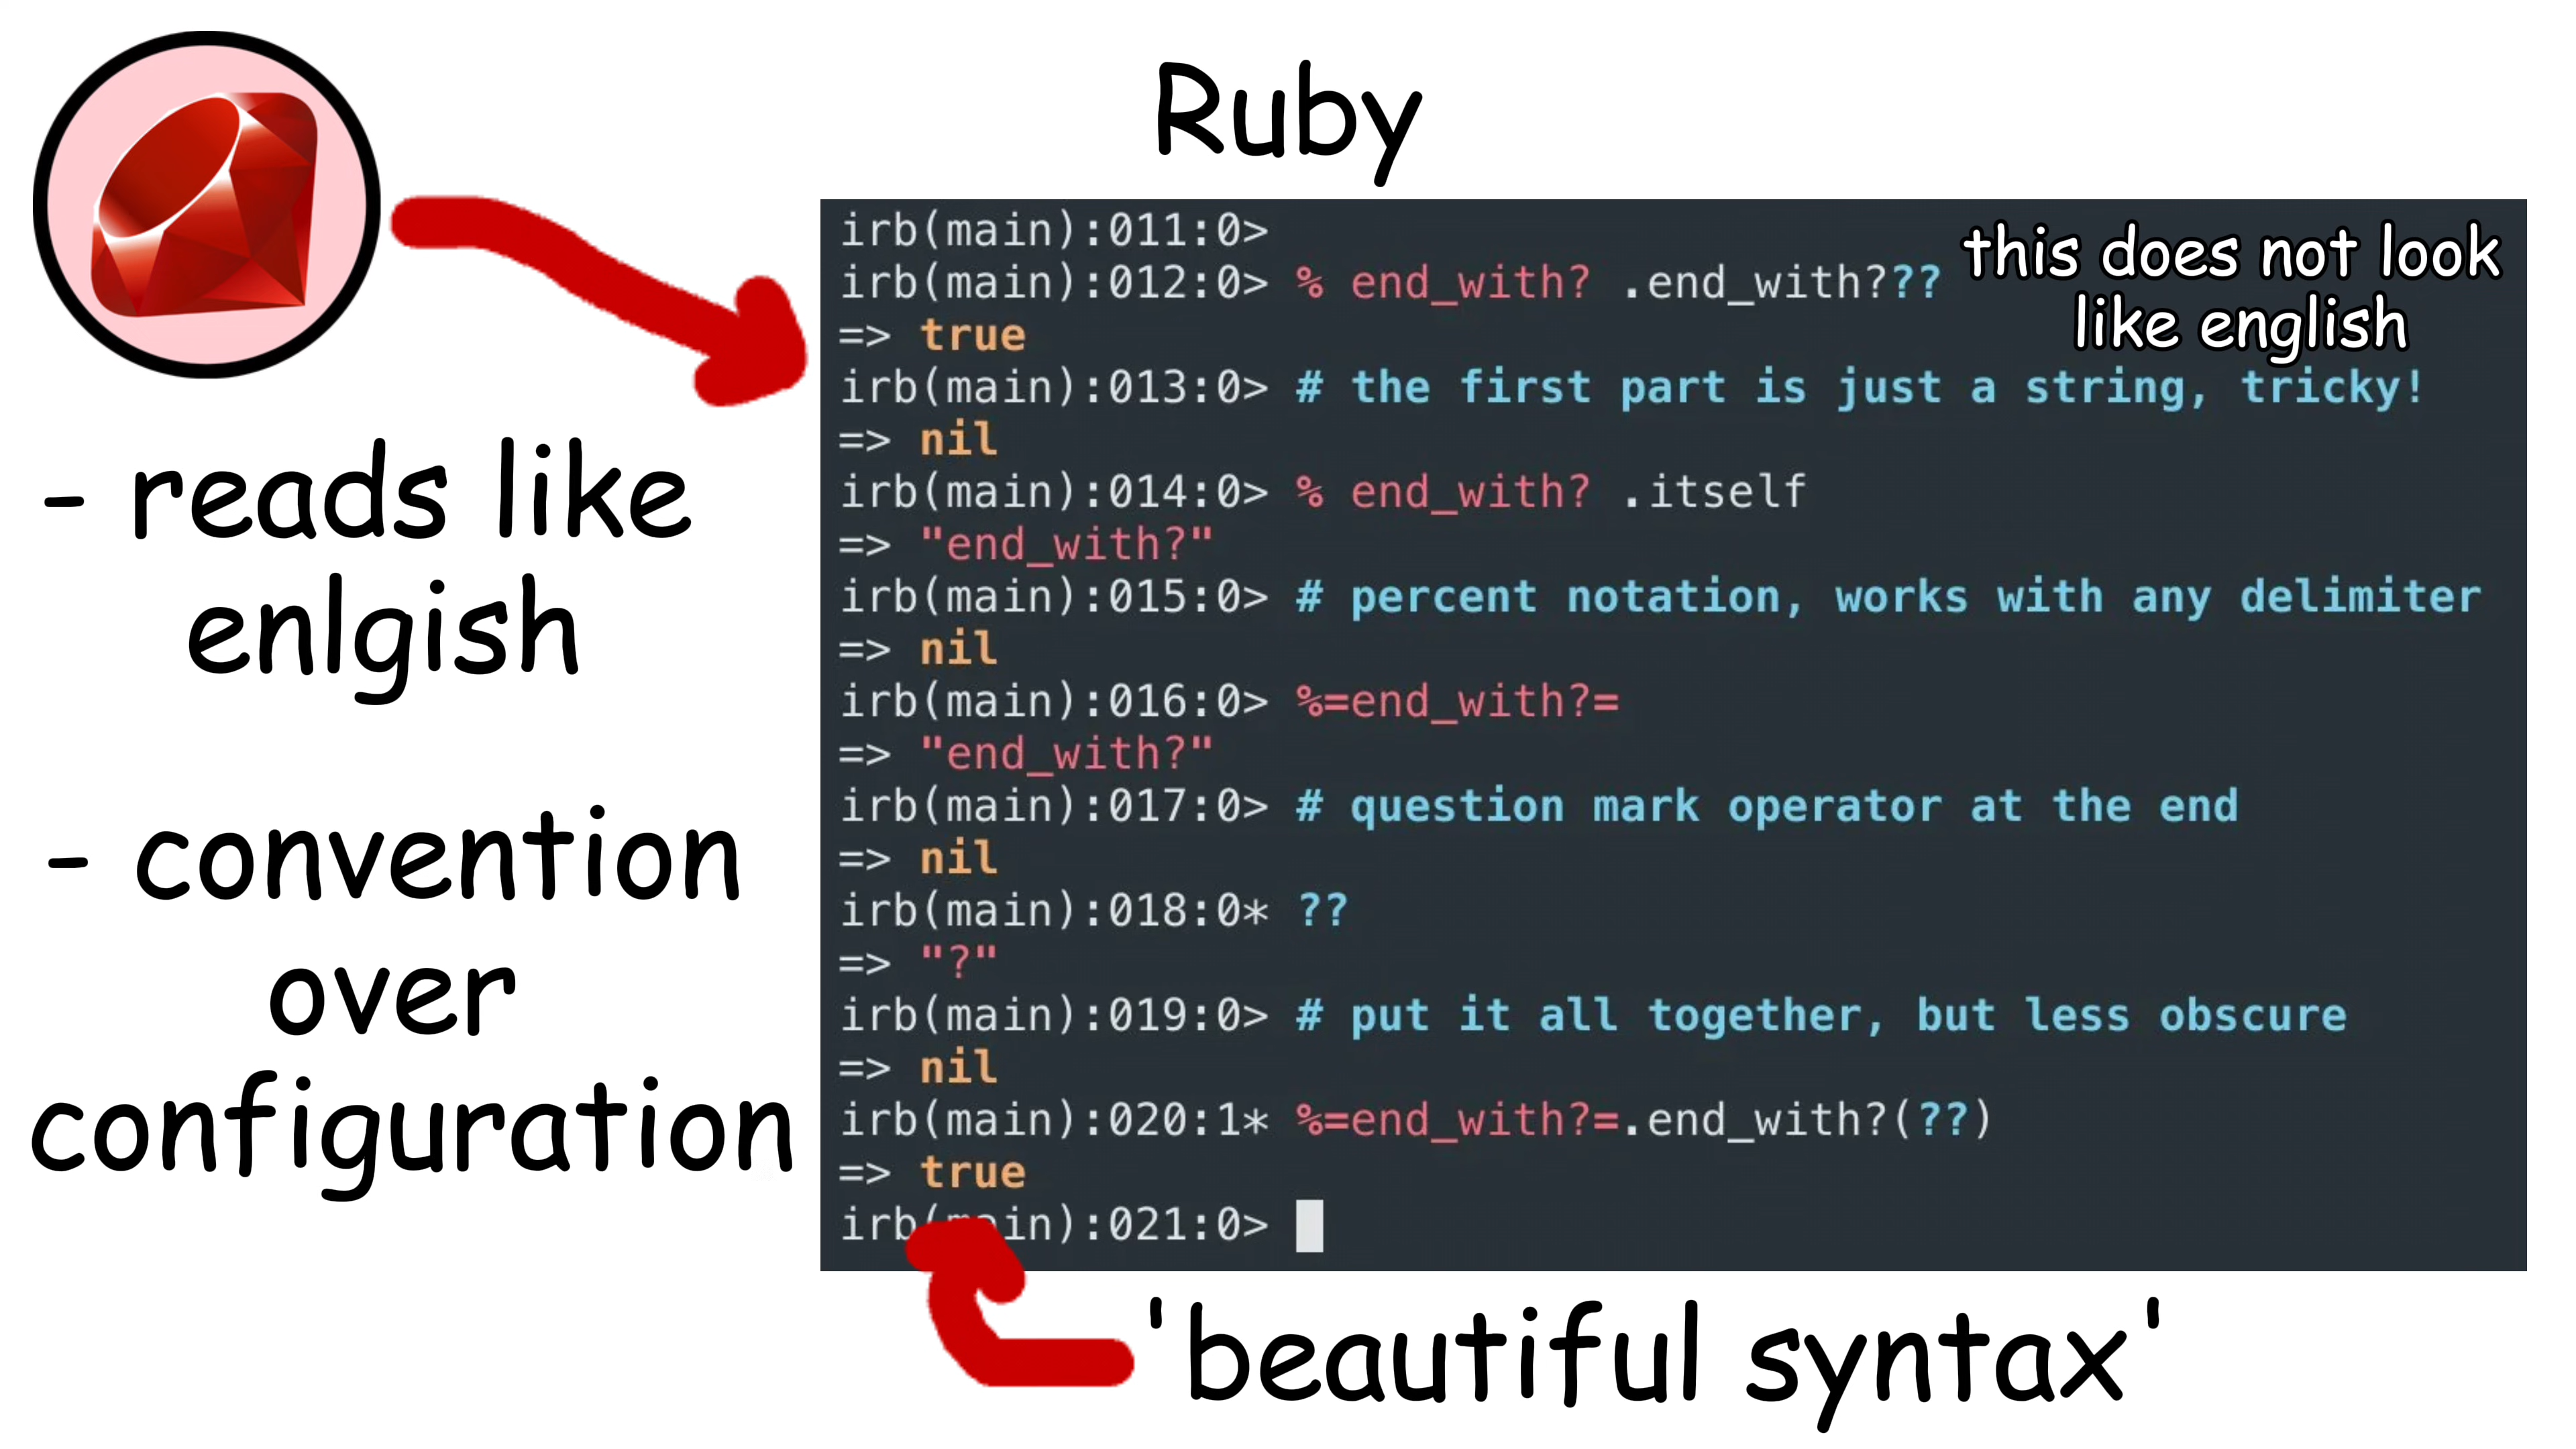 Ruby
irb(main):011:0>
irb(main):012:0> % end_with? .end_with???
=> true
irb(main):013:0> # the first part is just a string, tricky!
=> nil
irb(main):014:0> % end_with? .itself
=> "end_with?"
irb(main):015:0> # percent notation, works with any delimiter
=> nil
irb(main):016:0> %=end_with?=
=> "end_with?"
irb(main):017:0> # question mark operator at the end
=> nil
irb(main):018:0* ??
=> "?"
irb(main):019:0> # put it all together, but less obscure
=> nil
irb(main):020:1* %=end_with?=.end_with?(??)
=> true
irb(main):021:0>
this does not look
like english
- reads like
enlgish
- convention
over
configuration
'beautiful syntax'